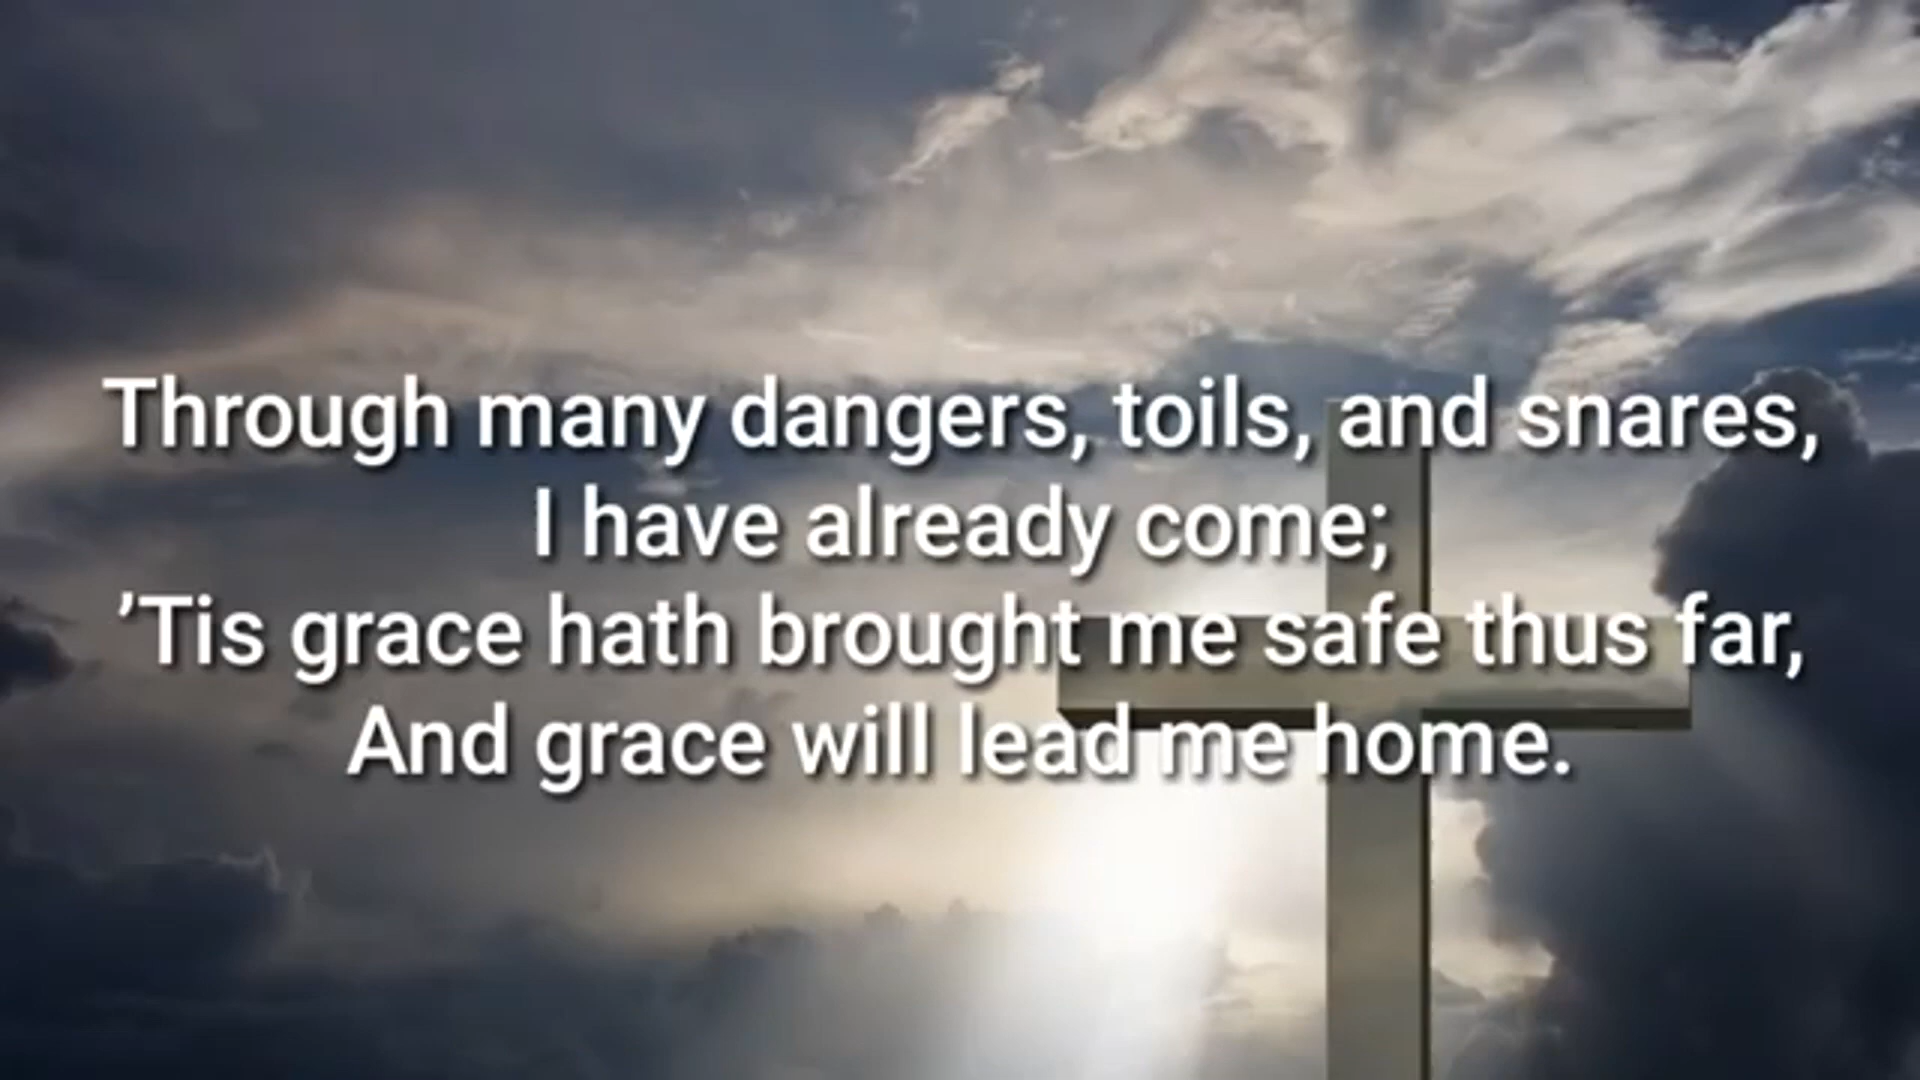 Through many dangers, toils, and snares,
I have already come;
’Tis grace hath brought me safe thus far,
And grace will lead me home.